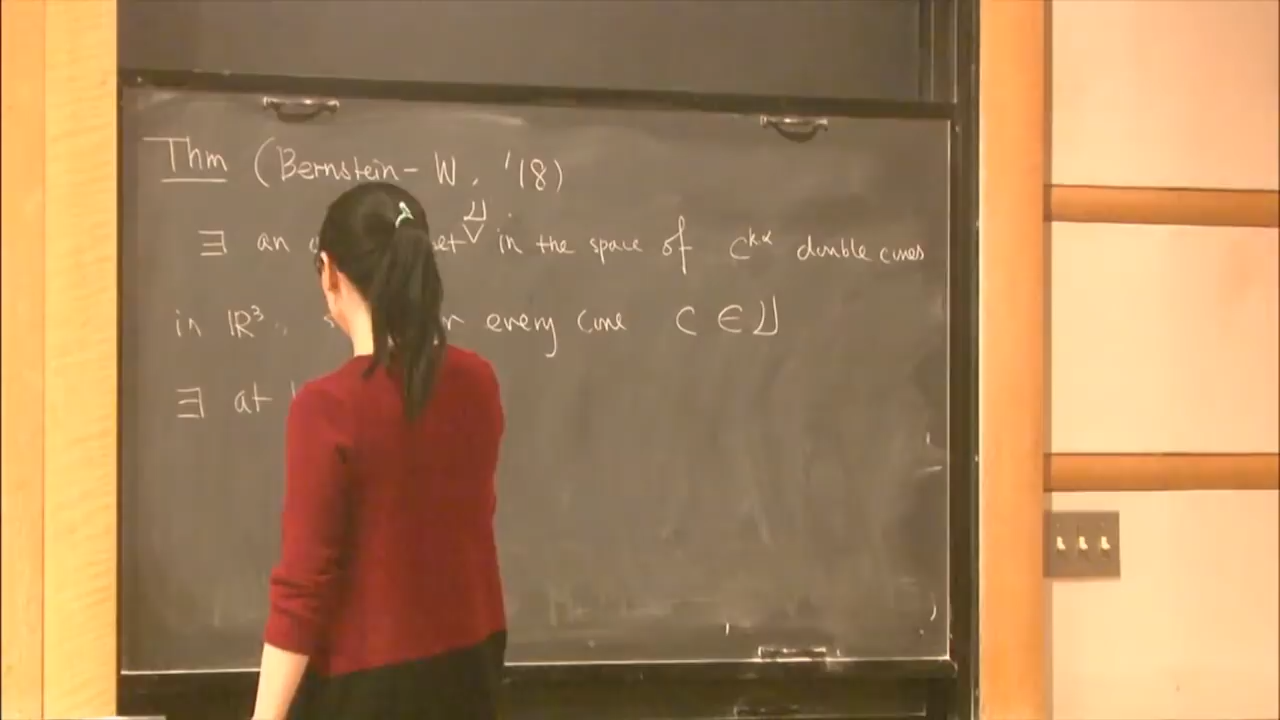 Thm (Bernstein - W. '18)
∃ an U in the space of C^{k,α} double cones
in ℝ³, every cone C ∈ U
∃ at